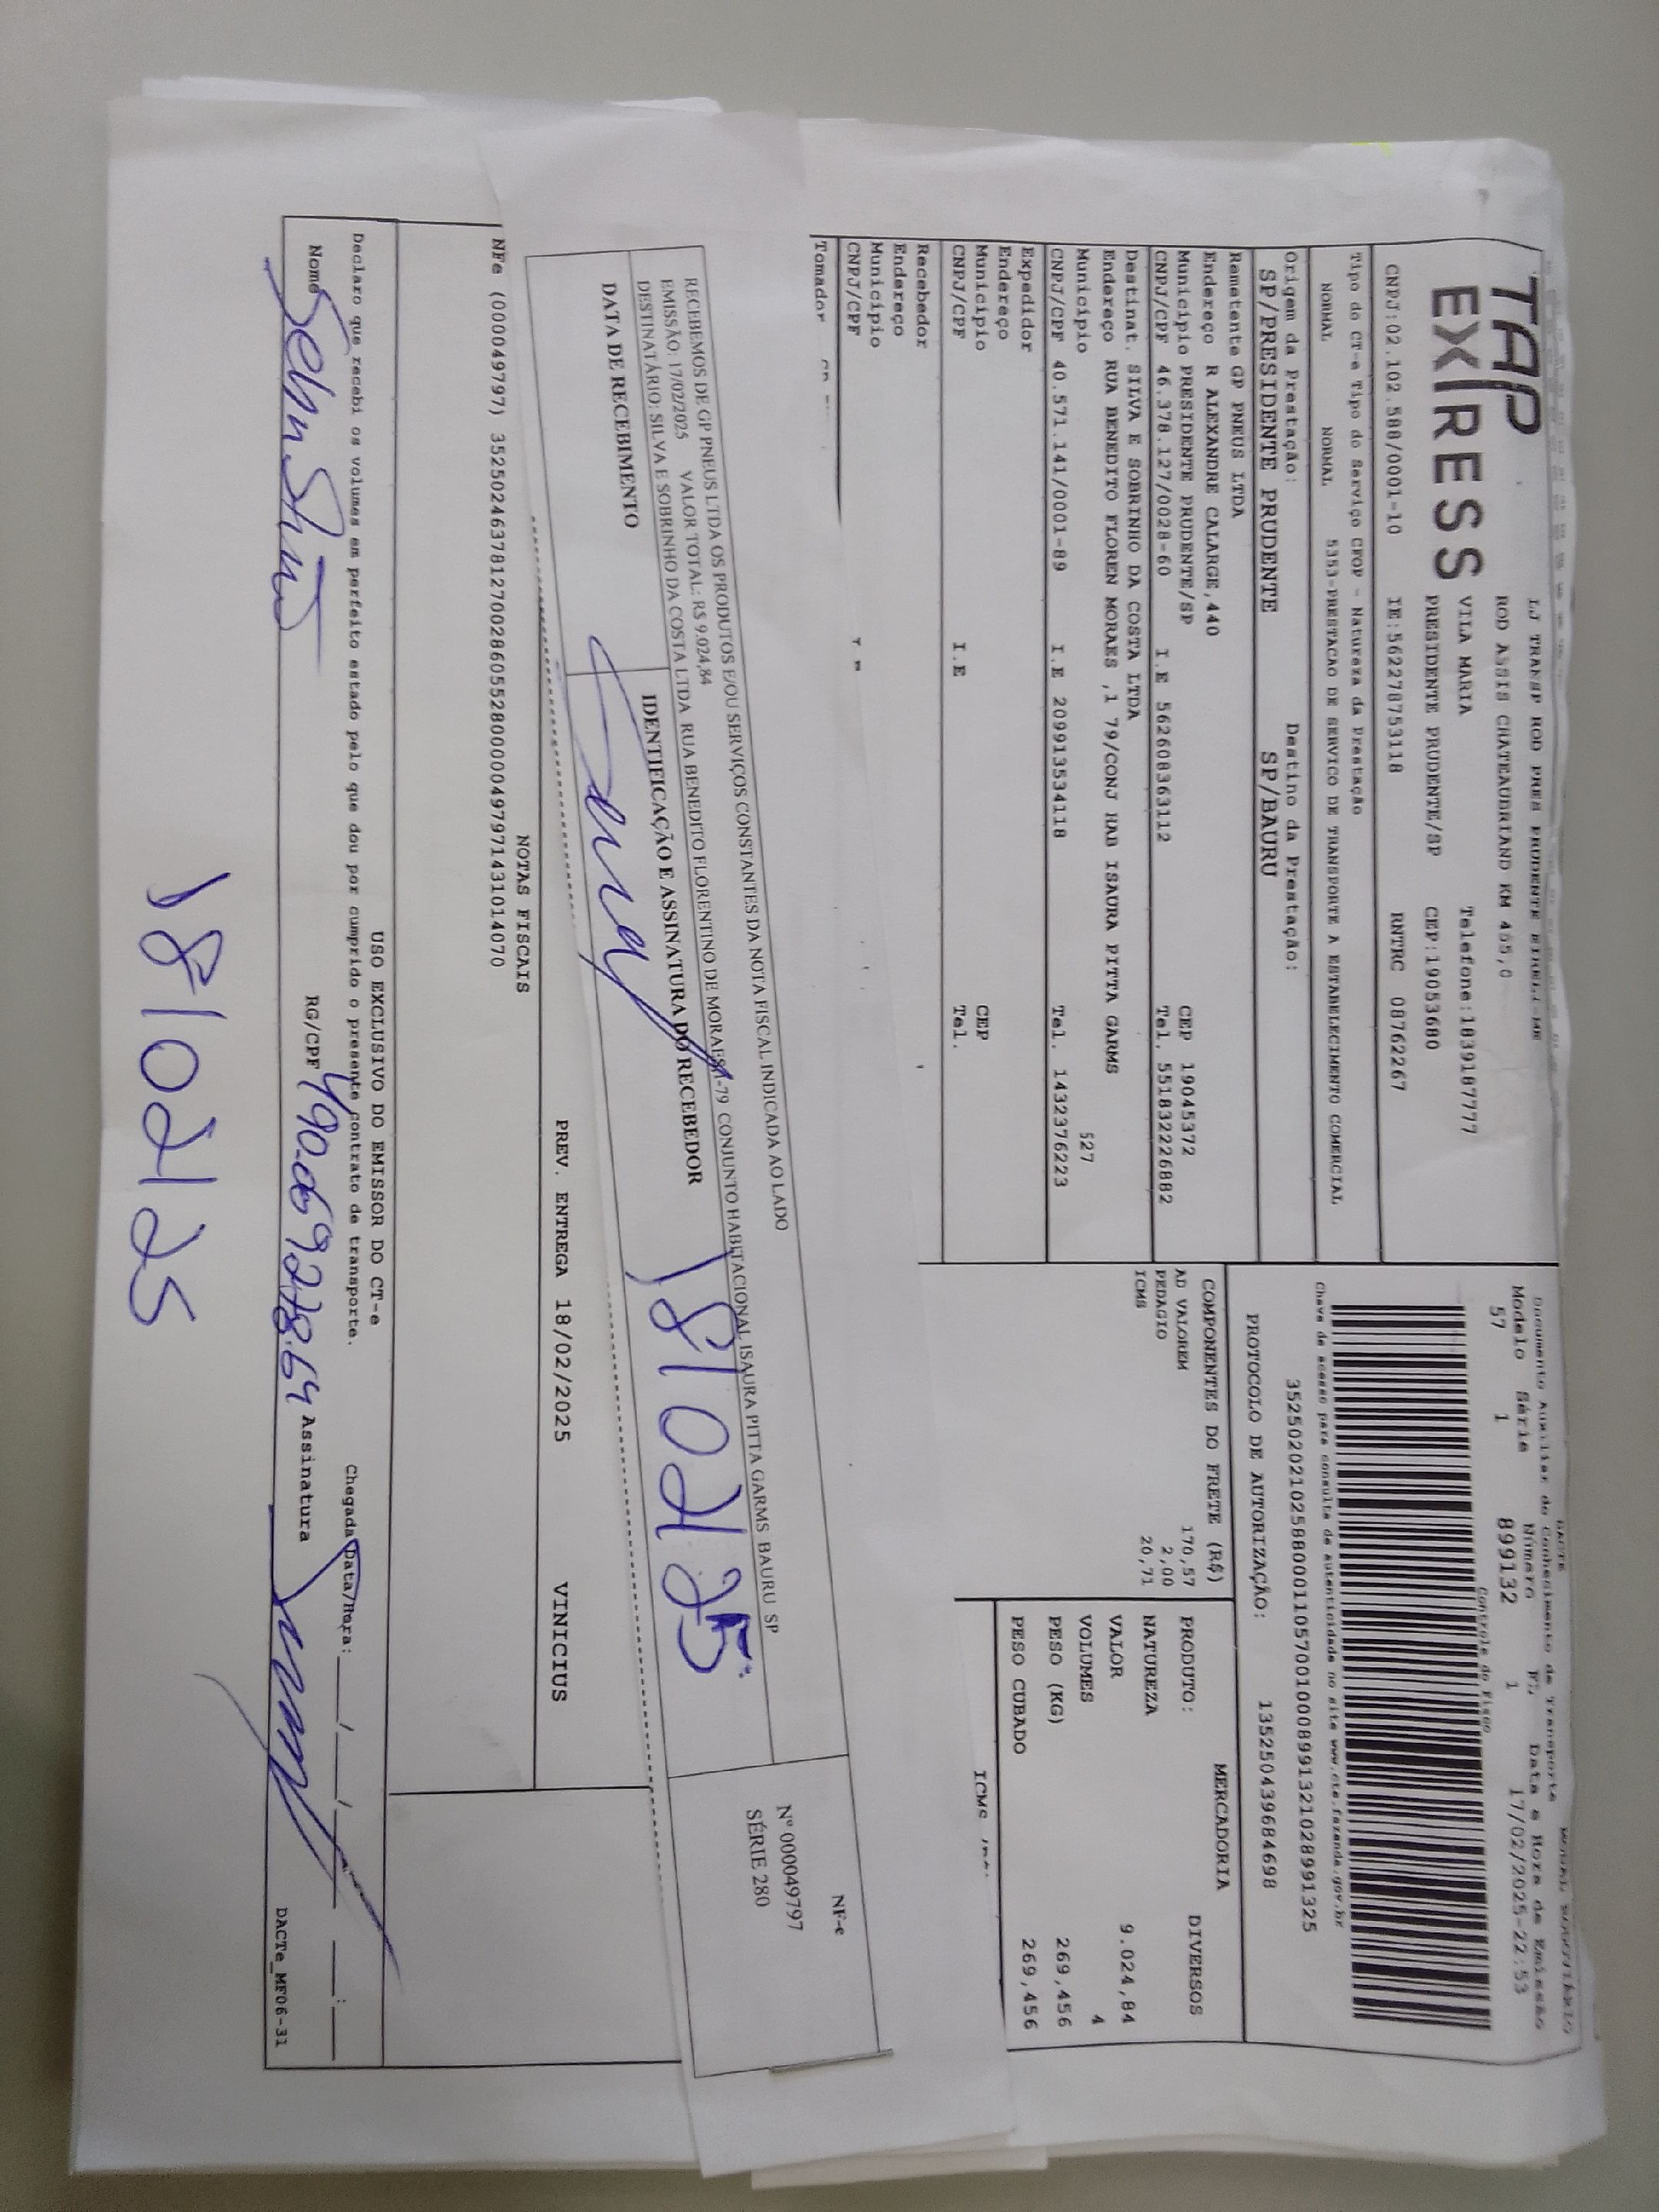 TAP
EXPRESS
LJ TRANSP ROD PRES PRUDENTE EIRELI-ME
ROD ASSIS CHATEAUBRIAND KM 455,0
VILA MARIA Telefone:1839187777
PRESIDENTE PRUDENTE/SP CEP:19053680
CNPJ:02.102.588/0001-10 IE:562278753118 RNTRC 08762267
DACTE
Documento Auxiliar do Conhecimento de Transporte
Modelo Série Número FL Data e Hora de Emissão
57 1 899132 1 17/02/2025-22:53
Controle do Fisco
Chave de acesso para consulta de autenticidade no site www.cte.fazenda.gov.br
35250202102588000110570010008991321028991325
PROTOCOLO DE AUTORIZAÇÃO: 135250439684698
Tipo do CT-e Tipo do Serviço CFOP - Natureza da Prestação
NORMAL NORMAL 5353-PRESTACAO DE SERVICO DE TRANSPORTE A ESTABELECIMENTO COMERCIAL
Origem da Prestação: Destino da Prestação:
SP/PRESIDENTE PRUDENTE SP/BAURU
Remetente GP PNEUS LTDA
Endereço R ALEXANDRE CALARGE,440
Município PRESIDENTE PRUDENTE/SP CEP 19045372
CNPJ/CPF 46.378.127/0028-60 I.E 562608363112 Tel. 5518322226882
Destinat. SILVA E SOBRINHO DA COSTA LTDA
Endereço RUA BENEDITO FLOREN MORAES ,1 79/CONJ HAB ISAURA PITTA GARMS
Município 527
CNPJ/CPF 40.571.141/0001-89 I.E 209913534118 Tel. 1432376223
Expedidor
Endereço
Município CEP
CNPJ/CPF I.E Tel.
Recebedor
Endereço
Município
CNPJ/CPF
Tomador
COMPONENTES DO FRETE (R$)
AD VALOREM 170,57
PEDAGIO 2,00
ICMS 20,71
MERCADORIA
PRODUTO: DIVERSOS
NATUREZA
VALOR 9.024,84
VOLUMES 4
PESO (KG) 269,456
PESO CUBADO 269,456
ICMS
RECEBEMOS DE GP PNEUS LTDA OS PRODUTOS E/OU SERVIÇOS CONSTANTES DA NOTA FISCAL INDICADA AO LADO
EMISSÃO: 17/02/2025 VALOR TOTAL: R$ 9.024,84
DESTINATÁRIO: SILVA E SOBRINHO DA COSTA LTDA RUA BENEDITO FLORENTINO DE MORAES 1-79 CONJUNTO HABITACIONAL ISAURA PITTA GARMS BAURU SP
DATA DE RECEBIMENTO IDENTIFICAÇÃO E ASSINATURA DO RECEBEDOR
18/02/25
NF-e
Nº 000049797
SÉRIE 280
PREV. ENTREGA 18/02/2025 VINICIUS
NOTAS FISCAIS
NFe (000049797) 35250246378127002860552800000497971431014070
USO EXCLUSIVO DO EMISSOR DO CT-e
Declaro que recebi os volumes em perfeito estado pelo que dou por cumprido o presente contrato de transporte. Chegada Data/Hora: ___/___/___ ___:___
Nome RG/CPF Assinatura
DACTe_MF06-31
18/02/25